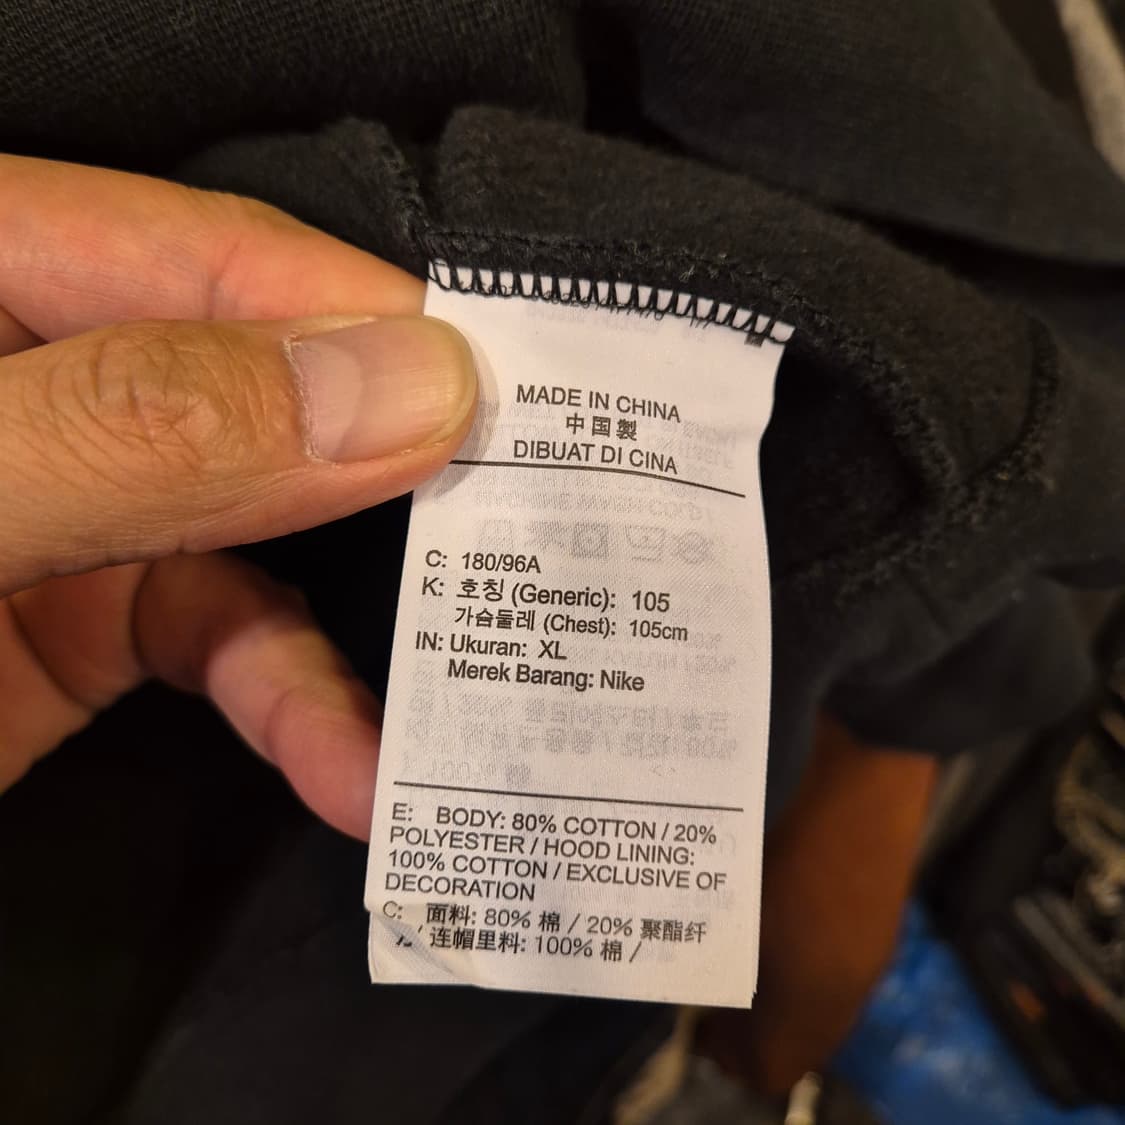 MADE IN CHINA
中国製
DIBUAT DI CINA
C: 180/96A
K: 호칭 (Generic): 105
가슴둘레 (Chest): 105cm
IN: Ukuran: XL
Merek Barang: Nike
E: BODY: 80% COTTON / 20%
POLYESTER / HOOD LINING:
100% COTTON / EXCLUSIVE OF
DECORATION
C: 面料: 80% 棉 / 20% 聚酯纤
连帽里料: 100% 棉 /